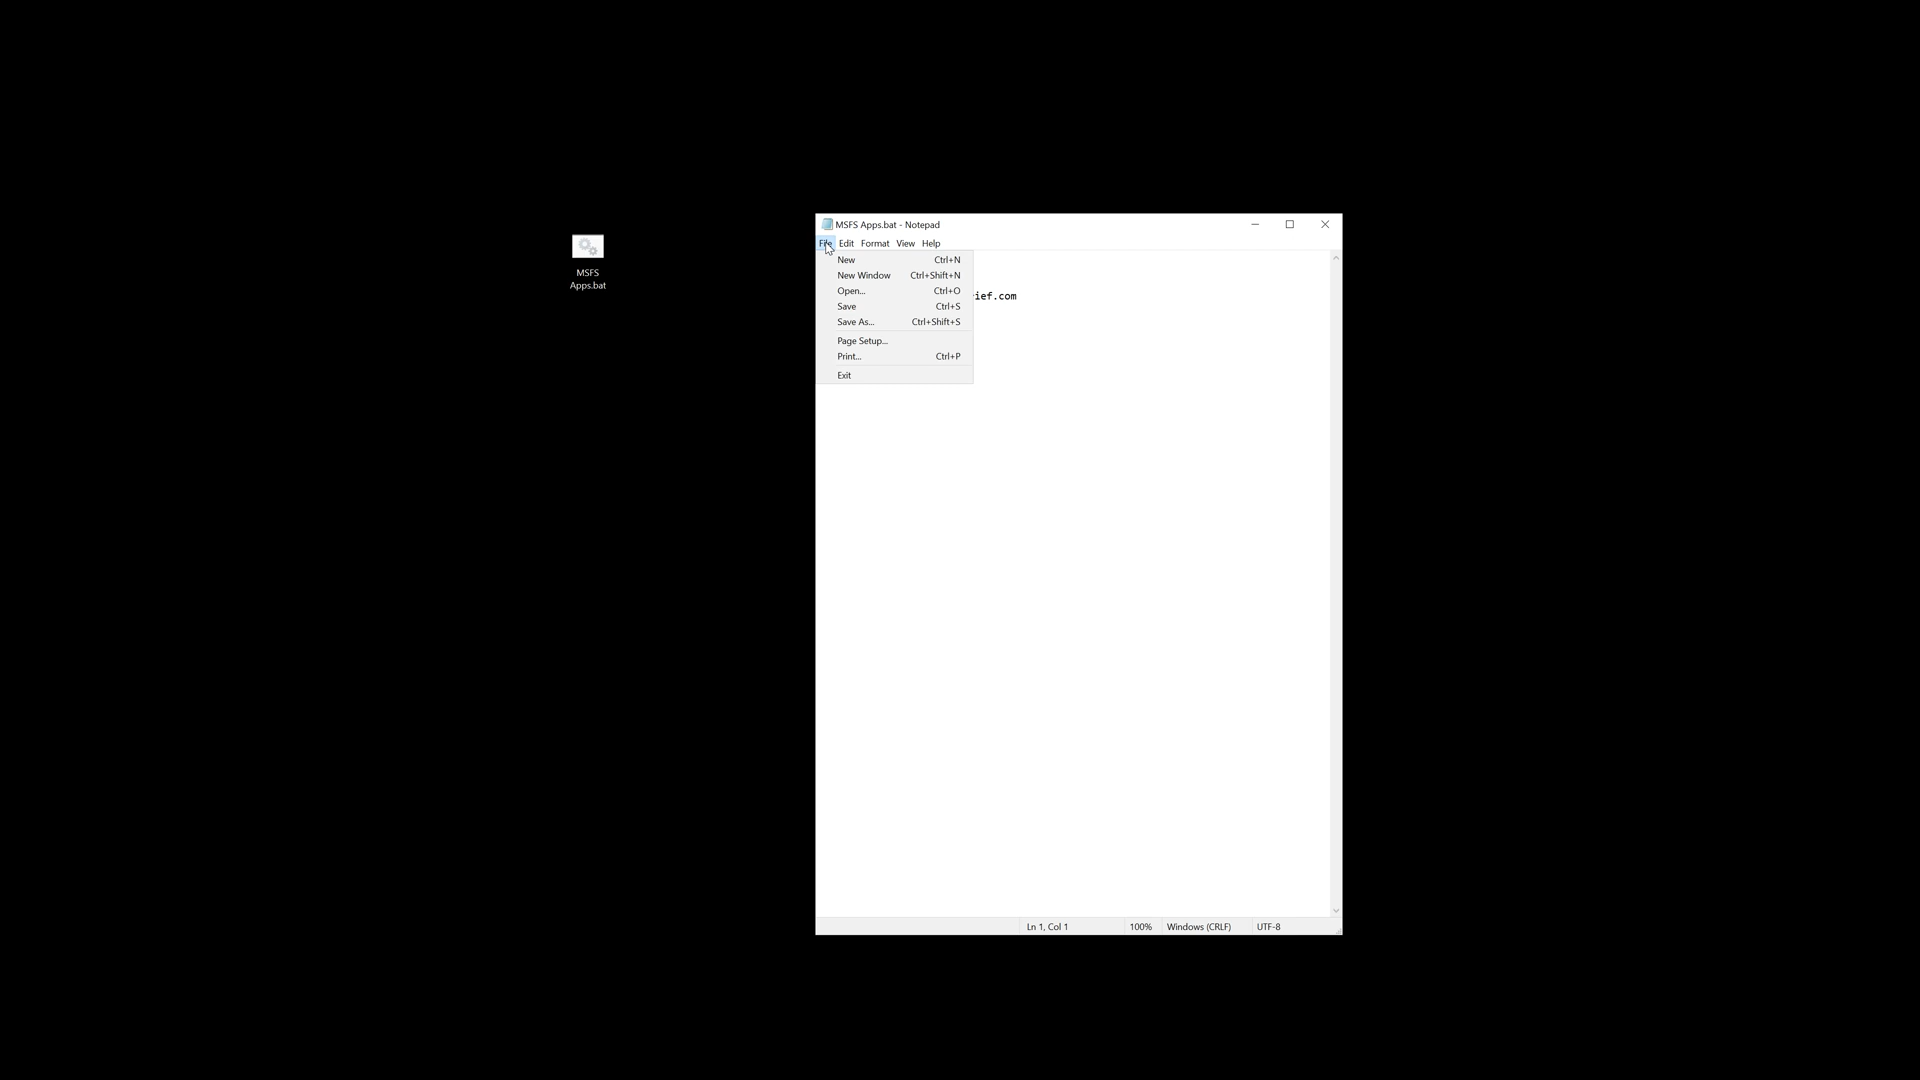 MSFS
Apps.bat
MSFS Apps.bat - Notepad
File Edit Format View Help
New Ctrl+N
New Window Ctrl+Shift+N
Open... Ctrl+O
ief.com
Save Ctrl+S
Save As... Ctrl+Shift+S
Page Setup...
Print... Ctrl+P
Exit
Ln 1, Col 1 100% Windows (CRLF) UTF-8